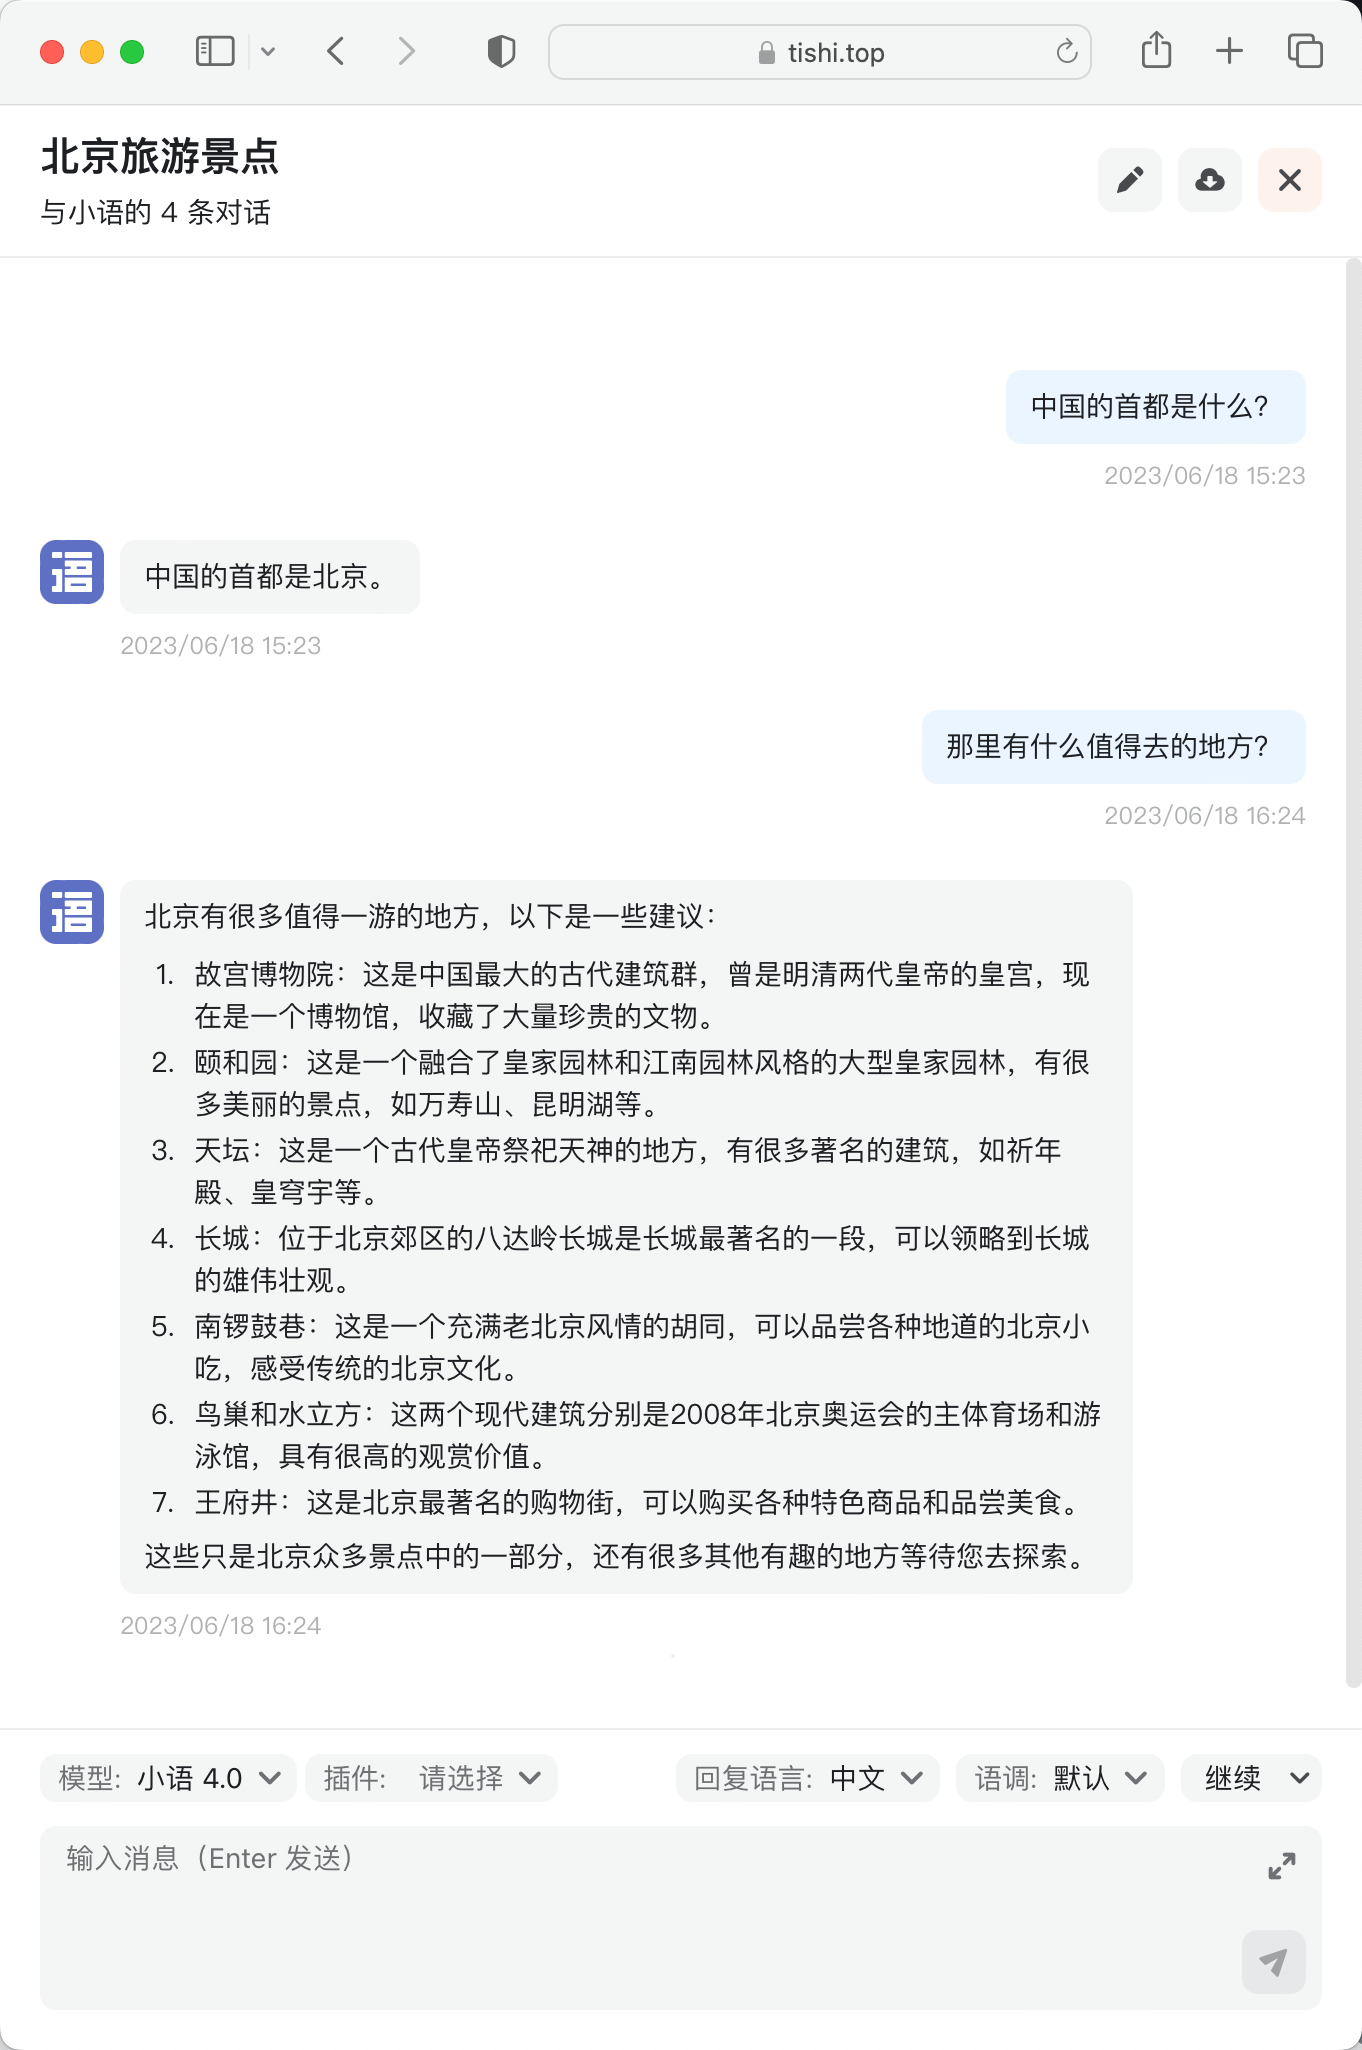 tishi.top
北京旅游景点
与小语的 4 条对话
中国的首都是什么?
2023/06/18 15:23
语
中国的首都是北京。
2023/06/18 15:23
那里有什么值得去的地方?
2023/06/18 16:24
语
北京有很多值得一游的地方，以下是一些建议：
1. 故宫博物院：这是中国最大的古代建筑群，曾是明清两代皇帝的皇宫，现
在是一个博物馆，收藏了大量珍贵的文物。
2. 颐和园：这是一个融合了皇家园林和江南园林风格的大型皇家园林，有很
多美丽的景点，如万寿山、昆明湖等。
3. 天坛：这是一个古代皇帝祭祀天神的地方，有很多著名的建筑，如祈年
殿、皇穹宇等。
4. 长城：位于北京郊区的八达岭长城是长城最著名的一段，可以领略到长城
的雄伟壮观。
5. 南锣鼓巷：这是一个充满老北京风情的胡同，可以品尝各种地道的北京小
吃，感受传统的北京文化。
6. 鸟巢和水立方：这两个现代建筑分别是2008年北京奥运会的主体育场和游
泳馆，具有很高的观赏价值。
7. 王府井：这是北京最著名的购物街，可以购买各种特色商品和品尝美食。
这些只是北京众多景点中的一部分，还有很多其他有趣的地方等待您去探索。
2023/06/18 16:24
模型: 小语 4.0 插件: 请选择 回复语言: 中文 语调: 默认 继续
输入消息（Enter 发送）